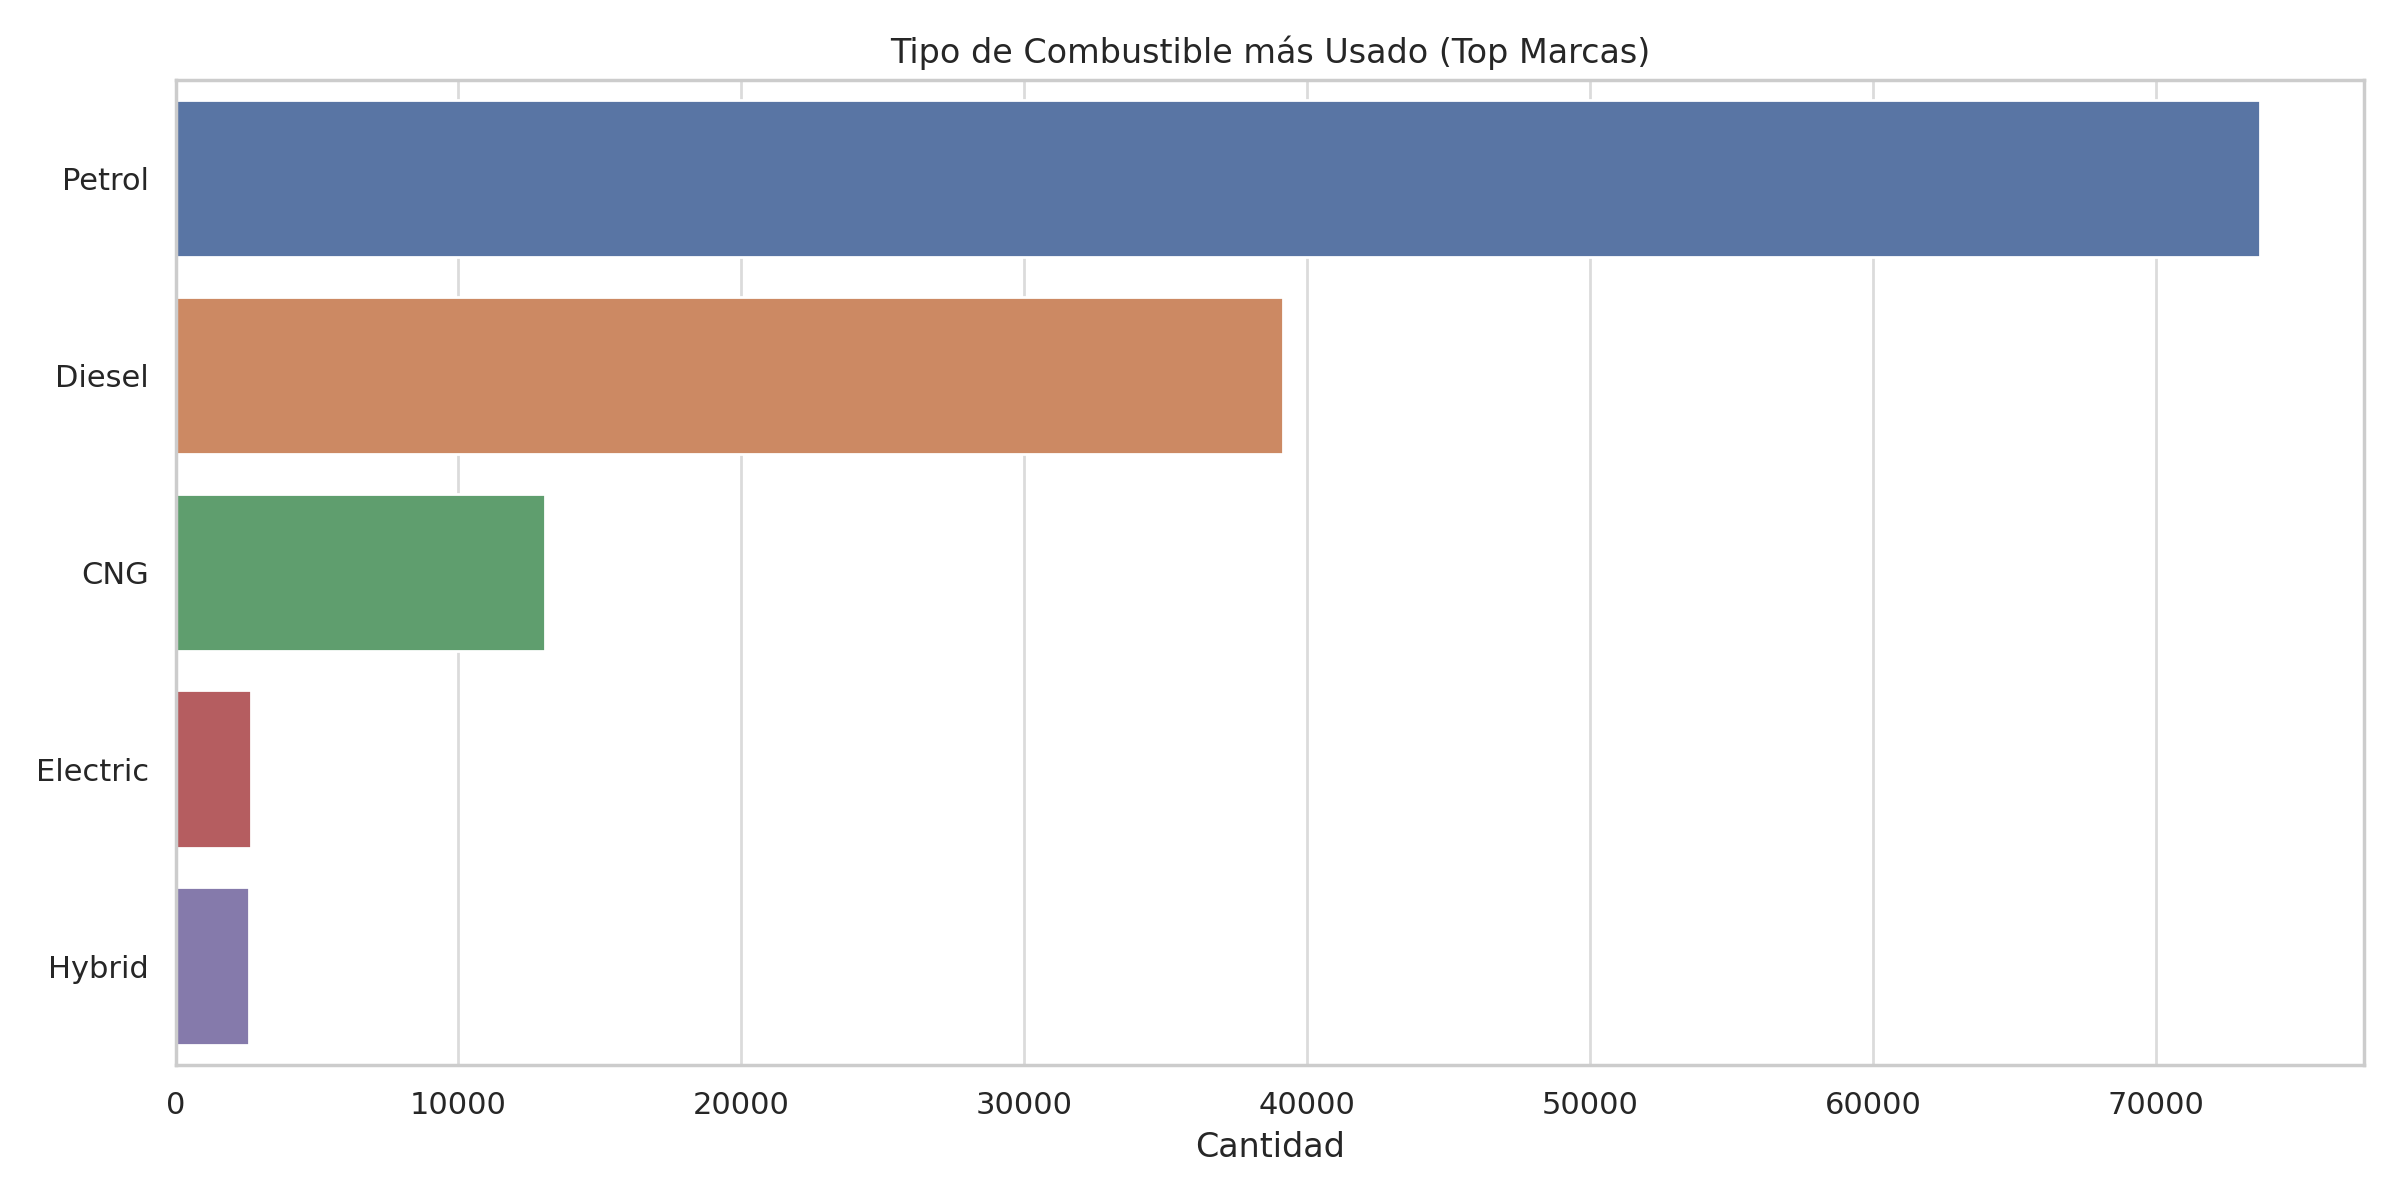 Tipo de Combustible más Usado (Top Marcas)
Petrol
Diesel
CNG
Electric
Hybrid
0 10000 20000 30000 40000 50000 60000 70000
Cantidad